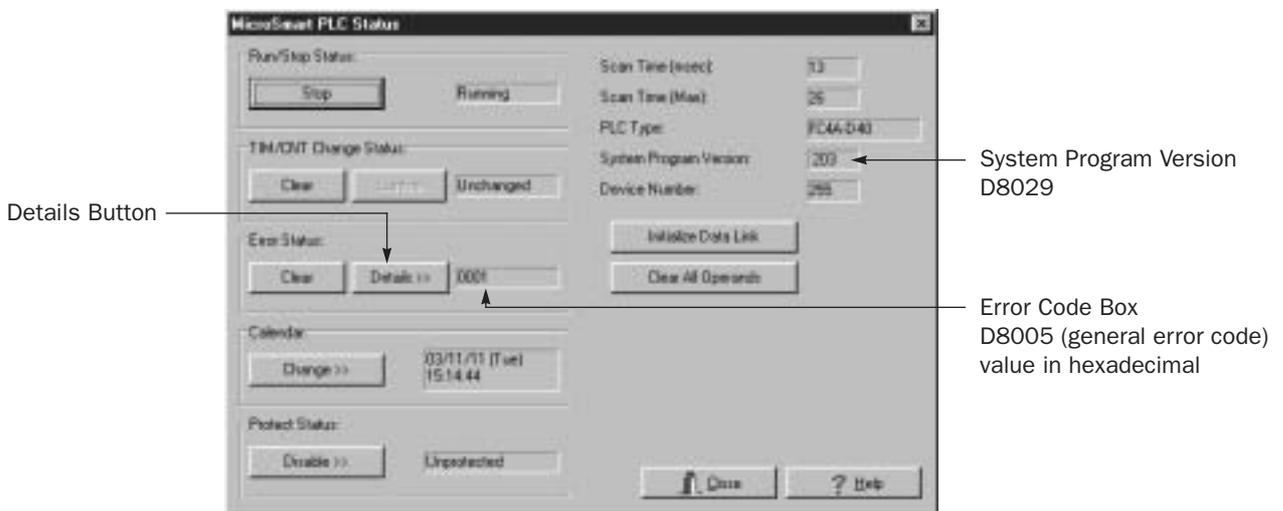 MicroSmart PLC Status
Run/Stop Status:
Stop
Running
TIM/CNT Change Status:
Clear
Confirm
Unchanged
Error Status:
Clear
Details >>
0001
Calendar:
Change >>
03/11/11 (Tue)
15:14:44
Protect Status:
Disable >>
Unprotected
Scan Time (msec):
13
Scan Time (Max):
26
PLC Type:
FC4A-D40
System Program Version:
203
Device Number:
255
Initialize Data Link
Clear All Operands
Close
? Help
Details Button
System Program Version
D8029
Error Code Box
D8005 (general error code)
value in hexadecimal